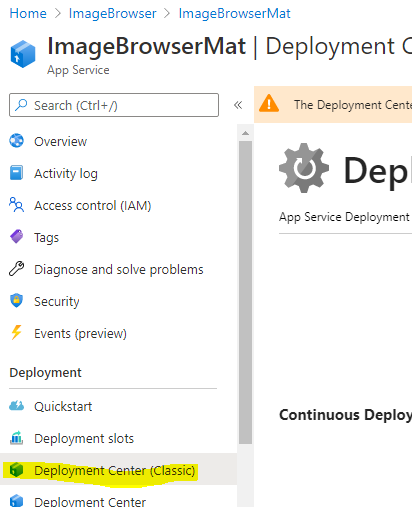 Home > ImageBrowser > ImageBrowserMat
ImageBrowserMat | Deployment C
App Service
Search (Ctrl+/)
«
The Deployment Cente
Overview
Activity log
Access control (IAM)
Tags
Diagnose and solve problems
Security
Events (preview)
Depl
App Service Deployment
Deployment
Quickstart
Continuous Deploy
Deployment slots
Deployment Center (Classic)
Deployment Center